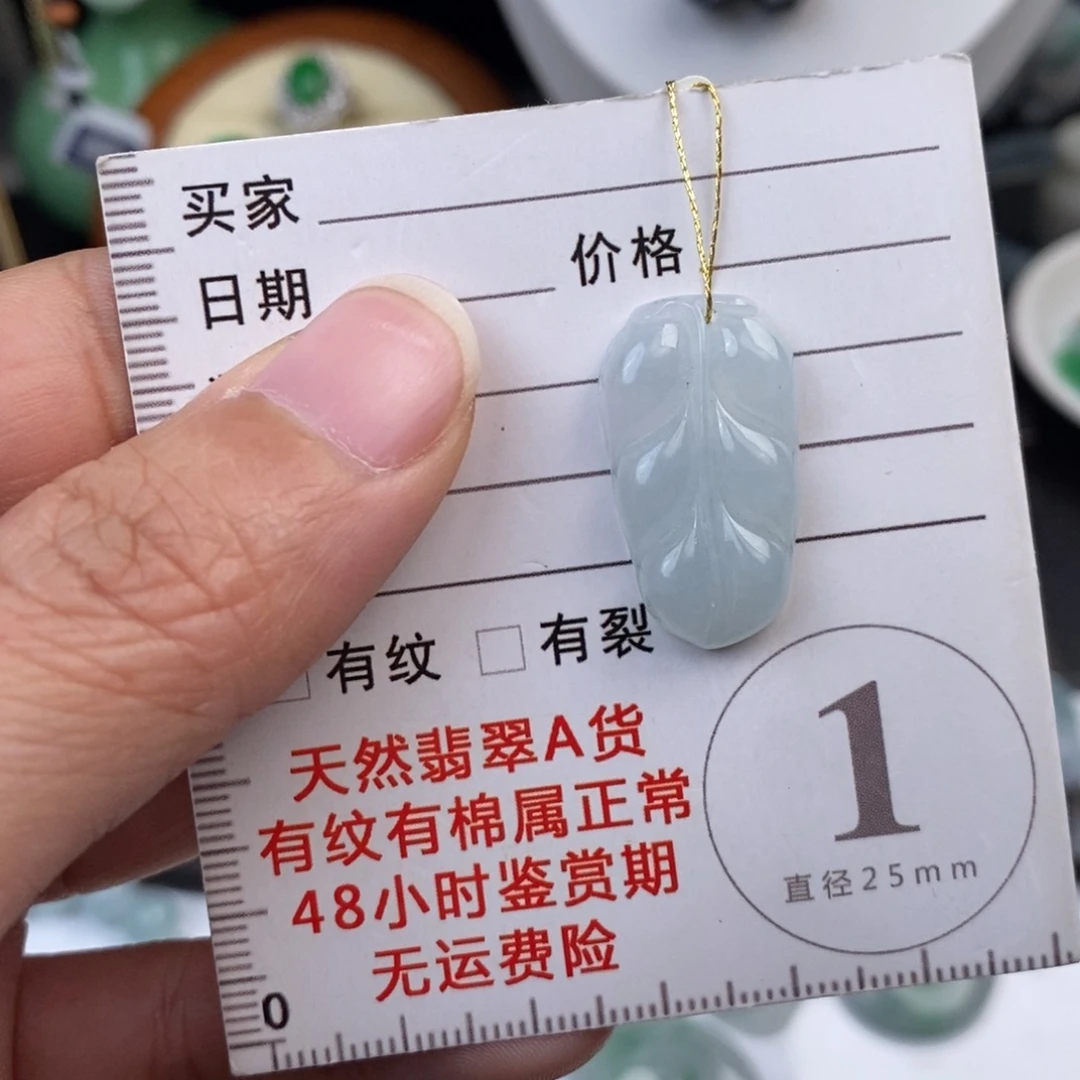 买家
日期 价格
有纹 有裂
天然翡翠A货
有纹有棉属正常
48小时鉴赏期
无运费险
1
直径25mm
0